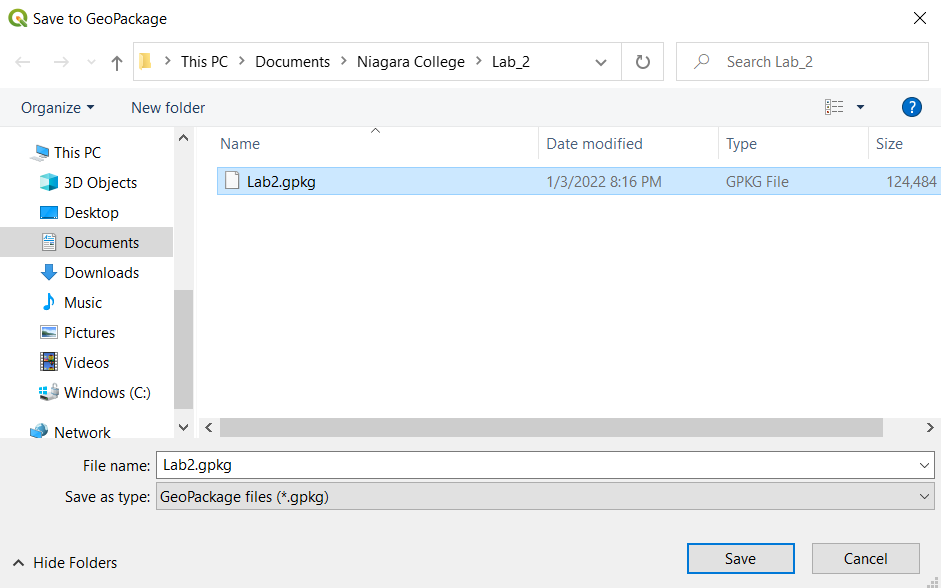 Save to GeoPackage
This PC > Documents > Niagara College > Lab_2
Search Lab_2
Organize
New folder
?
Name
Date modified
Type
Size
Lab2.gpkg
1/3/2022 8:16 PM
GPKG File
124,484
This PC
3D Objects
Desktop
Documents
Downloads
Music
Pictures
Videos
Windows (C:)
Network
File name: Lab2.gpkg
Save as type: GeoPackage files (*.gpkg)
Hide Folders
Save
Cancel